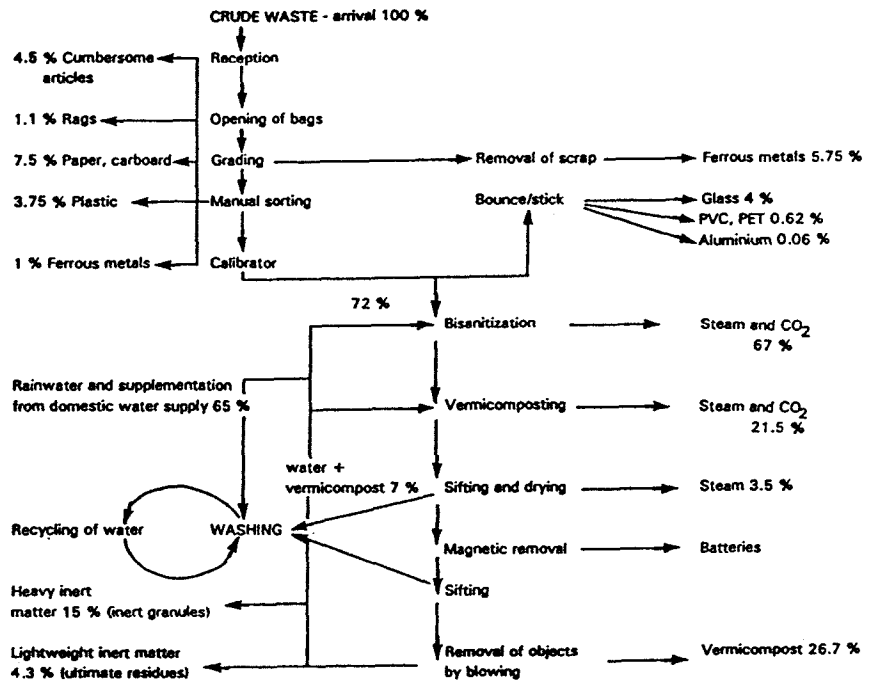 CRUDE WASTE - arrival 100 %
4.5 % Cumbersome
articles
Reception
1.1 % Rags
Opening of bags
7.5 % Paper, carboard
Grading
Removal of scrap
Ferrous metals 5.75 %
3.75 % Plastic
Manual sorting
Bounce/stick
Glass 4 %
PVC, PET 0.62 %
Aluminium 0.06 %
1 % Ferrous metals
Calibrator
72 %
Bisanitization
Steam and CO2
67 %
Rainwater and supplementation
from domestic water supply 65 %
Vermicomposting
Steam and CO2
21.5 %
water +
vermicompost 7 %
Sifting and drying
Steam 3.5 %
Recycling of water
WASHING
Magnetic removal
Batteries
Heavy inert
matter 15 % (inert granules)
Sifting
Lightweight inert matter
4.3 % (ultimate residues)
Removal of objects
by blowing
Vermicompost 26.7 %